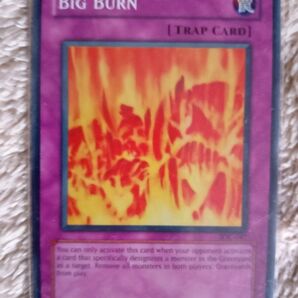 BIG BURN
[TRAP CARD]
You can only activate this card when your opponent activates
a card that specifically designates a monster in the Graveyard
as a target. Remove all monsters in both players' Graveyards
from play.